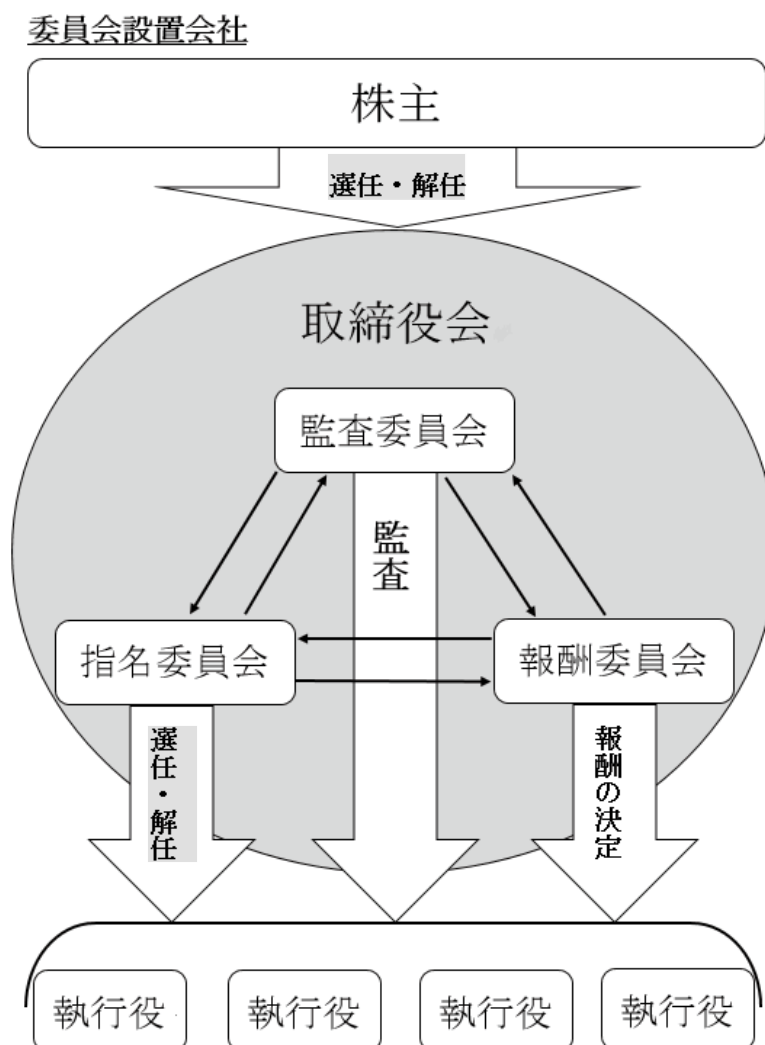 委員会設置会社
株主
選任・解任
取締役会
監査委員会
監査
指名委員会
報酬委員会
選任・解任
報酬の決定
執行役
執行役
執行役
執行役